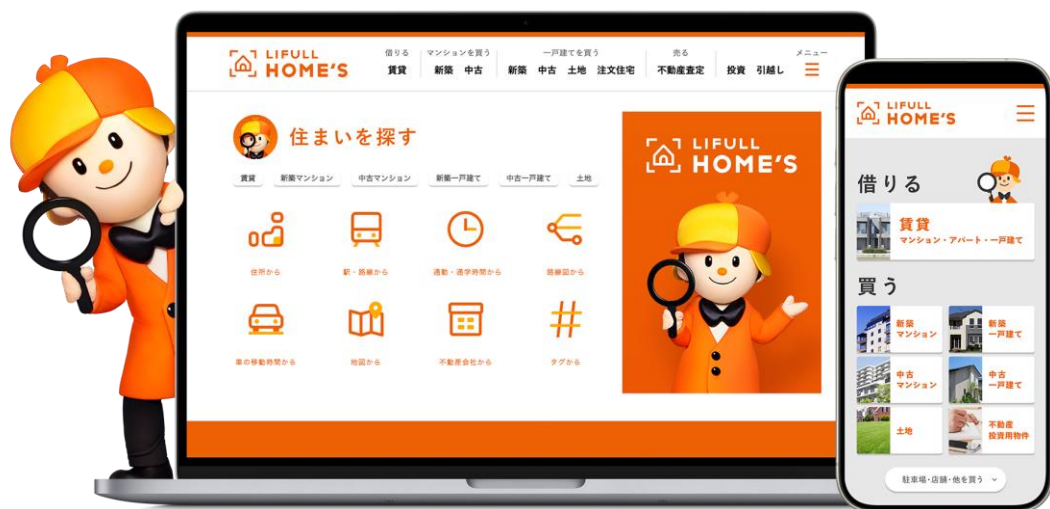 LIFULL
HOME'S
借りる
賃貸
マンションを買う
新築 中古
一戸建てを買う
新築 中古 土地 注文住宅
売る
不動産査定
投資 引越し
メニュー
住まいを探す
賃貸 新築マンション 中古マンション 新築一戸建て 中古一戸建て 土地
住所から 駅・路線から 通勤・通学時間から 路線図から
車の移動時間から 地図から 不動産会社から タグから
LIFULL
HOME'S
LIFULL
HOME'S
借りる
賃貸
マンション・アパート・一戸建て
買う
新築
マンション
新築
一戸建て
中古
マンション
中古
一戸建て
土地
不動産
投資用物件
駐車場・店舗・他を買う